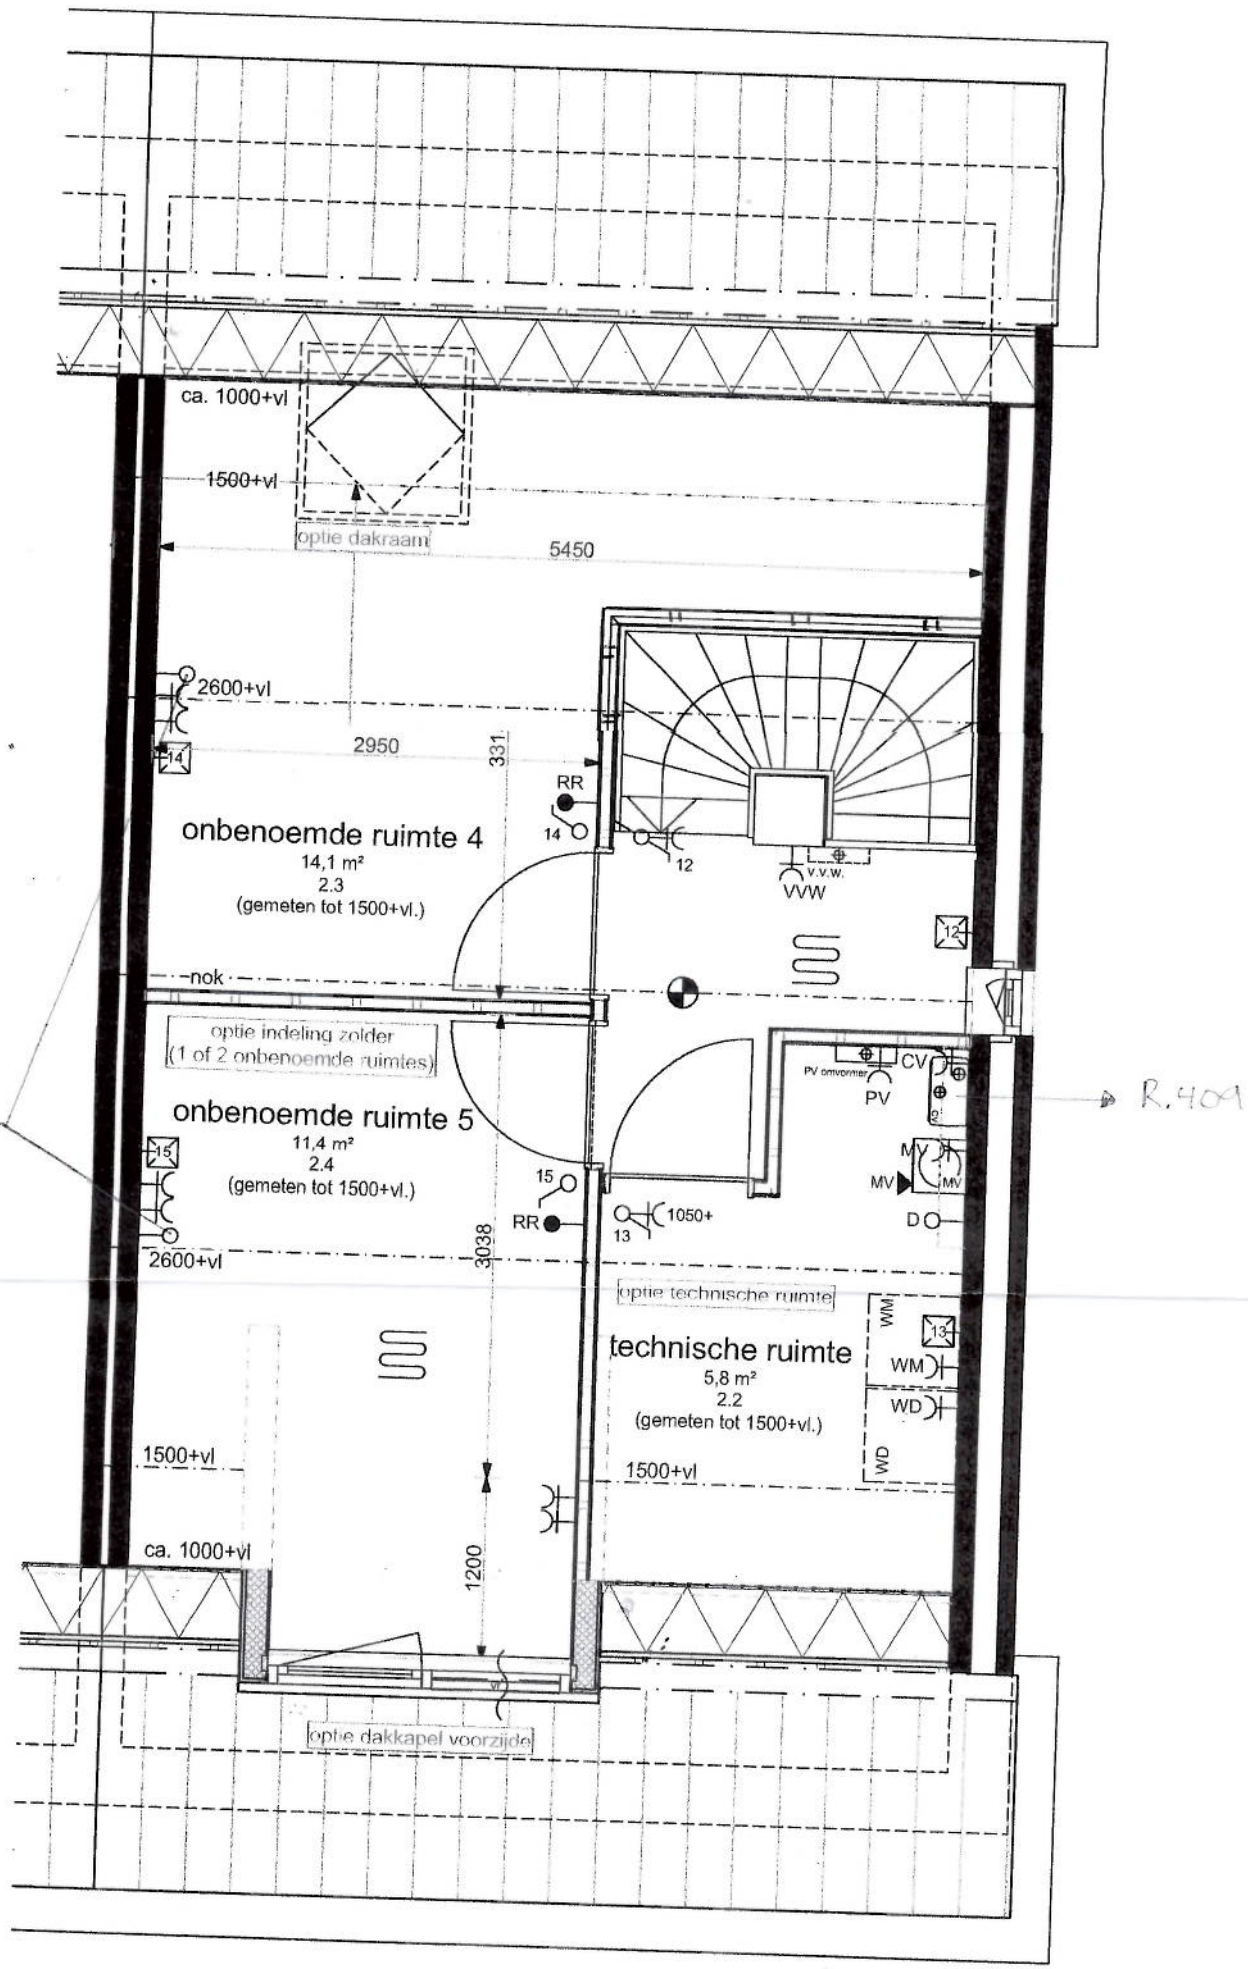 ca. 1000+vl
1500+vl
optie dakraam
5450
2600+vl
2950
331
14
RR
14
onbenoemde ruimte 4
14,1 m²
2.3
(gemeten tot 1500+vl.)
12
v.v.w.
VVW
12
nok
optie indeling zolder
(1 of 2 onbenoemde ruimtes)
PV omvormer
CV
PV
CV
R.409
onbenoemde ruimte 5
11,4 m²
2.4
(gemeten tot 1500+vl.)
15
15
RR
MV
MV
MV
D
13
1050+
3038
2600+vl
optie technische ruimte
WM
13
technische ruimte
5,8 m²
2.2
(gemeten tot 1500+vl.)
WM
WD
WD
1500+vl
1500+vl
ca. 1000+vl
1200
vl
optie dakkapel voorzijde